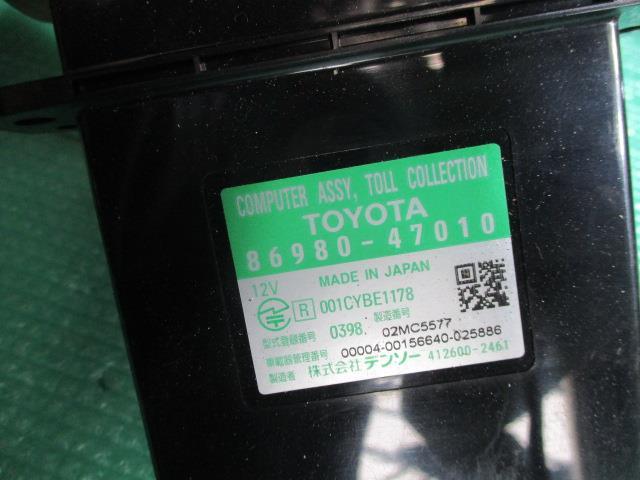 COMPUTER ASSY, TOLL COLLECTION
TOYOTA
86980-47010
12V MADE IN JAPAN
R 001CYBE1178
型式登録番号 0398. 製造番号 02MC5577
車載器管理番号 00004-00156640-025886
製造者 株式会社デンソー 412600-2461